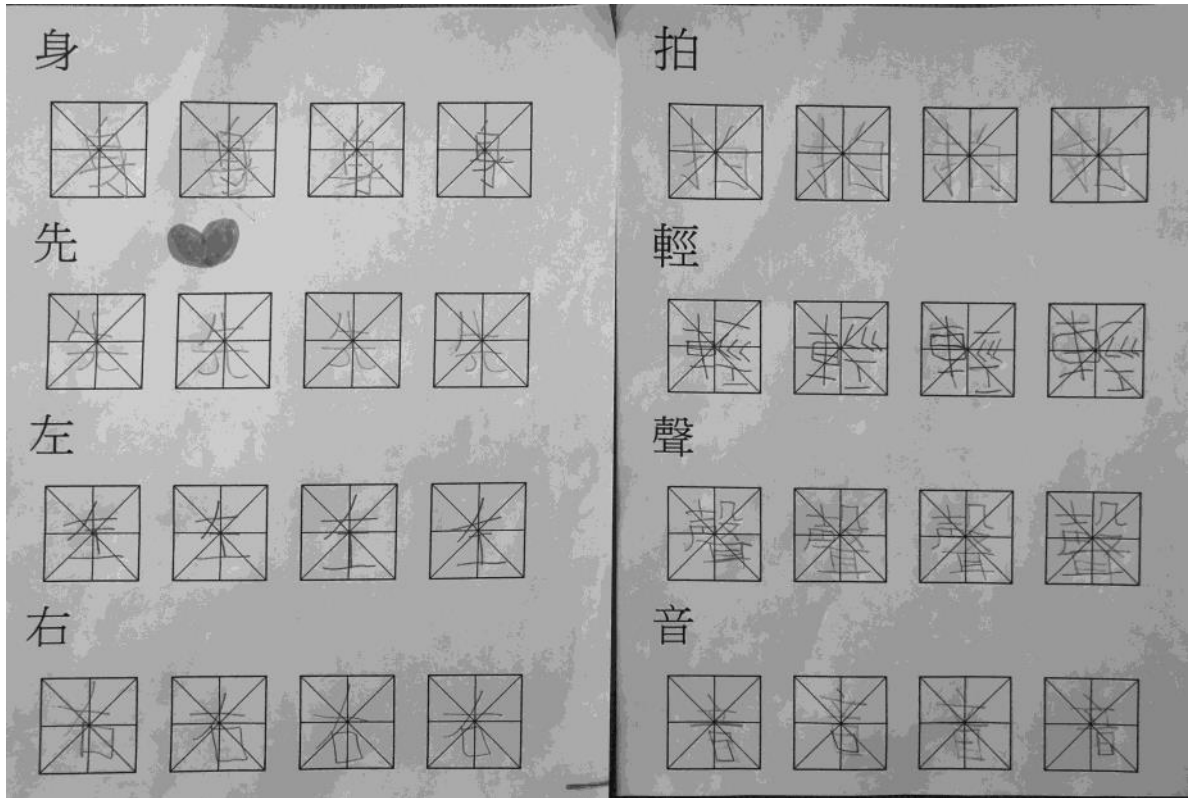 身
身 身 身 身
先
先 先 先 先
左
左 左 左 左
右
右 右 右 右
拍
拍 拍 拍 拍
輕
輕 輕 輕 輕
聲
聲 聲 聲 聲
音
音 音 音 音